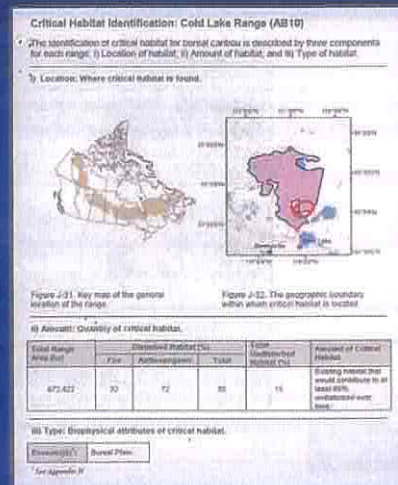 Critical Habitat Identification: Cold Lake Range (AB10)
The identification of critical habitat for boreal caribou is described by three components
for each range: i) Location of habitat; ii) Amount of habitat; and iii) Type of habitat.
i) Location: Where critical habitat is found.
Lake
Figure J-31. Key map of the general
location of the range.
Figure J-32. The geographic boundary
within which critical habitat is located.
ii) Amount: Quantity of critical habitat.
Total Range
Area (ha)
Disturbed Habitat (%)
Fire
Anthropogenic
Total
Total
Undisturbed
Habitat (%)
Amount of Critical
Habitat
673,422
32
72
85
15
Existing habitat that
would contribute to at
least 65%
undisturbed over
time.
iii) Type: Biophysical attributes of critical habitat.
Boreal Plain
See Appendix H